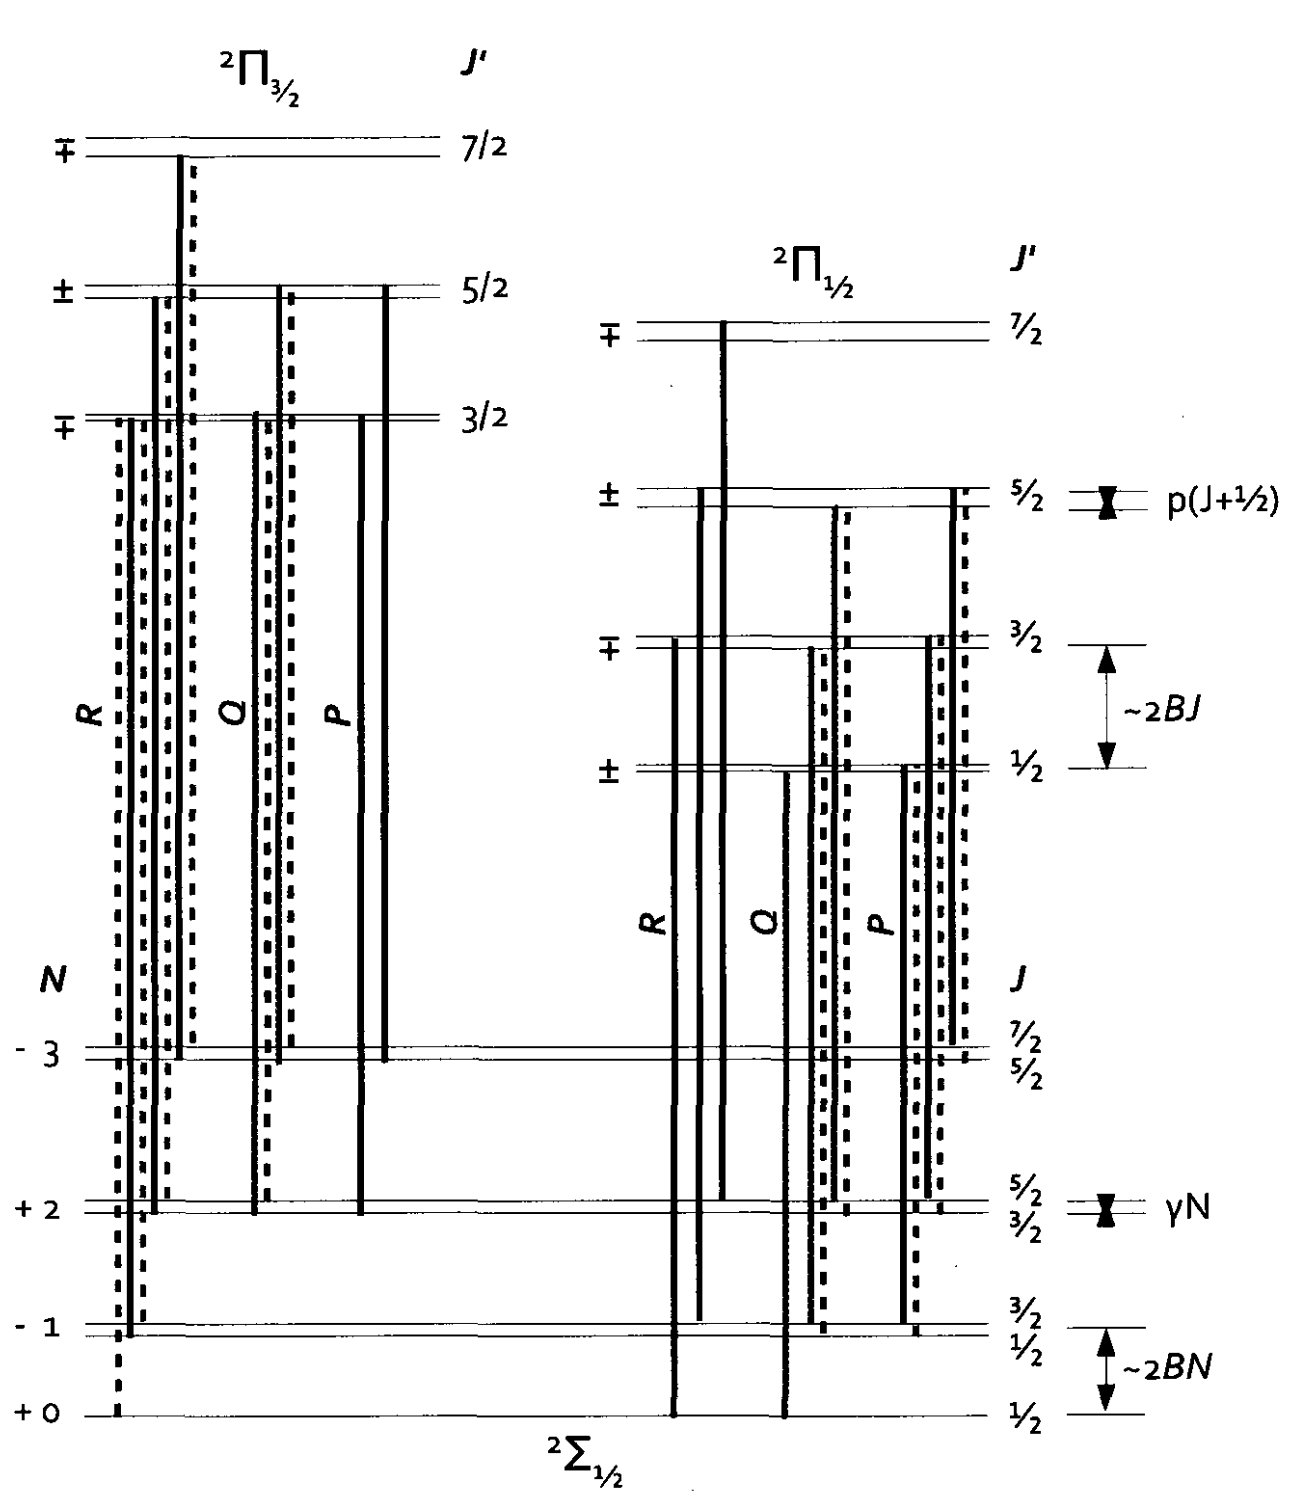 ²Π₃/₂ J'
∓ 7/2
± 5/2
∓ 3/2
²Π₁/₂ J'
∓ ⁷/₂
± ⁵/₂ p(J+½)
∓ ³/₂
~2BJ
± ½
R Q P
R Q P
N J
- 3 ⁷/₂
⁵/₂
+ 2 ⁵/₂ γN
³/₂
- 1 ³/₂
½
~2BN
+ 0 ½
²Σ₁/₂